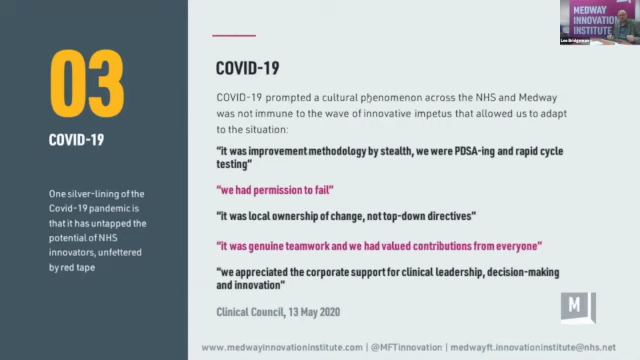 03
COVID-19
One silver-lining of the
Covid-19 pandemic is
that it has untapped the
potential of NHS
innovators, unfettered
by red tape
COVID-19
COVID-19 prompted a cultural phenomenon across the NHS and Medway
was not immune to the wave of innovative impetus that allowed us to adapt
to the situation:
"it was improvement methodology by stealth, we were PDSA-ing and rapid cycle
testing"
"we had permission to fail"
"it was local ownership of change, not top-down directives"
"it was genuine teamwork and we had valued contributions from everyone"
"we appreciated the corporate support for clinical leadership, decision-making
and innovation"
Clinical Council, 13 May 2020
M
www.medwayinnovationinstitute.com | @MFTinnovation | medwayft.innovationinstitute@nhs.net
MEDWAY
INNOVATION
INSTITUTE
Lee Bridgeman